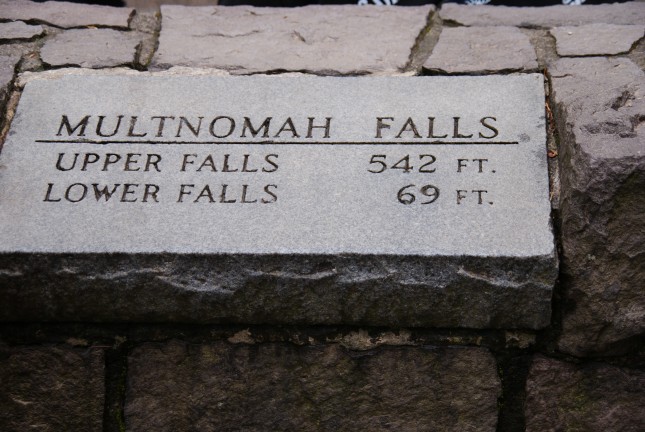 MULTNOMAH FALLS
UPPER FALLS 542 FT.
LOWER FALLS 69 FT.